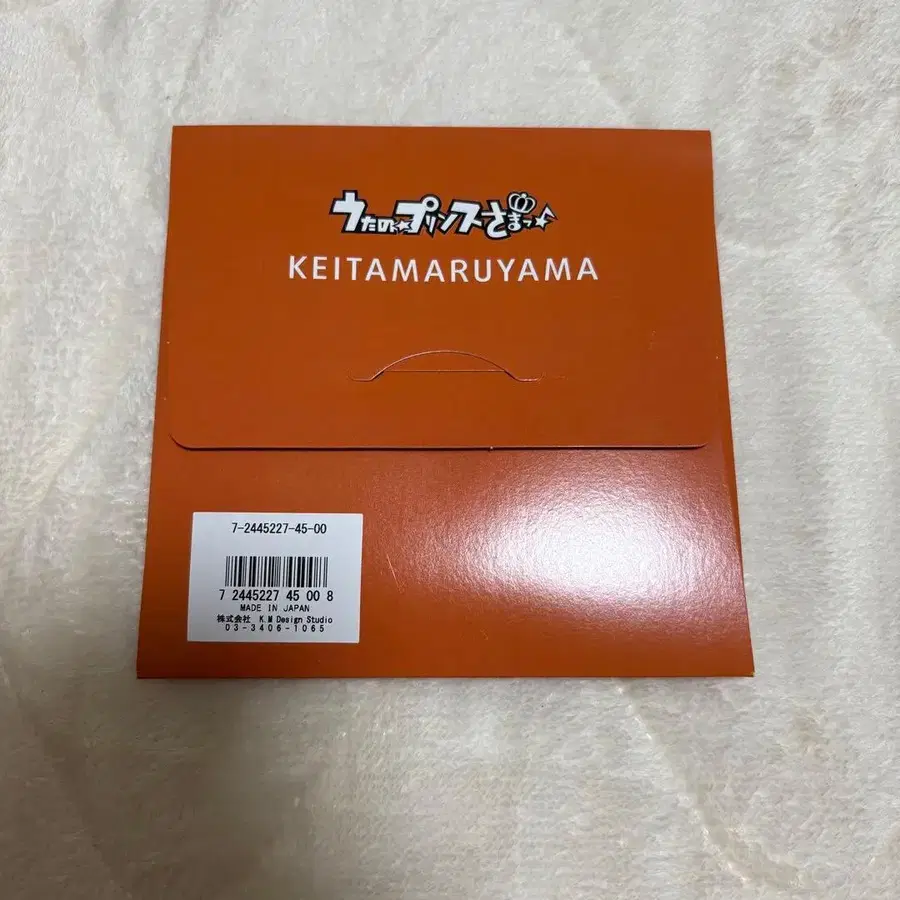 うたの☆プリンスさまっ♪
KEITAMARUYAMA
7-2445227-45-00
7 2445227 45 00 8
MADE IN JAPAN
株式会社 K.M Design Studio
03-3406-1065